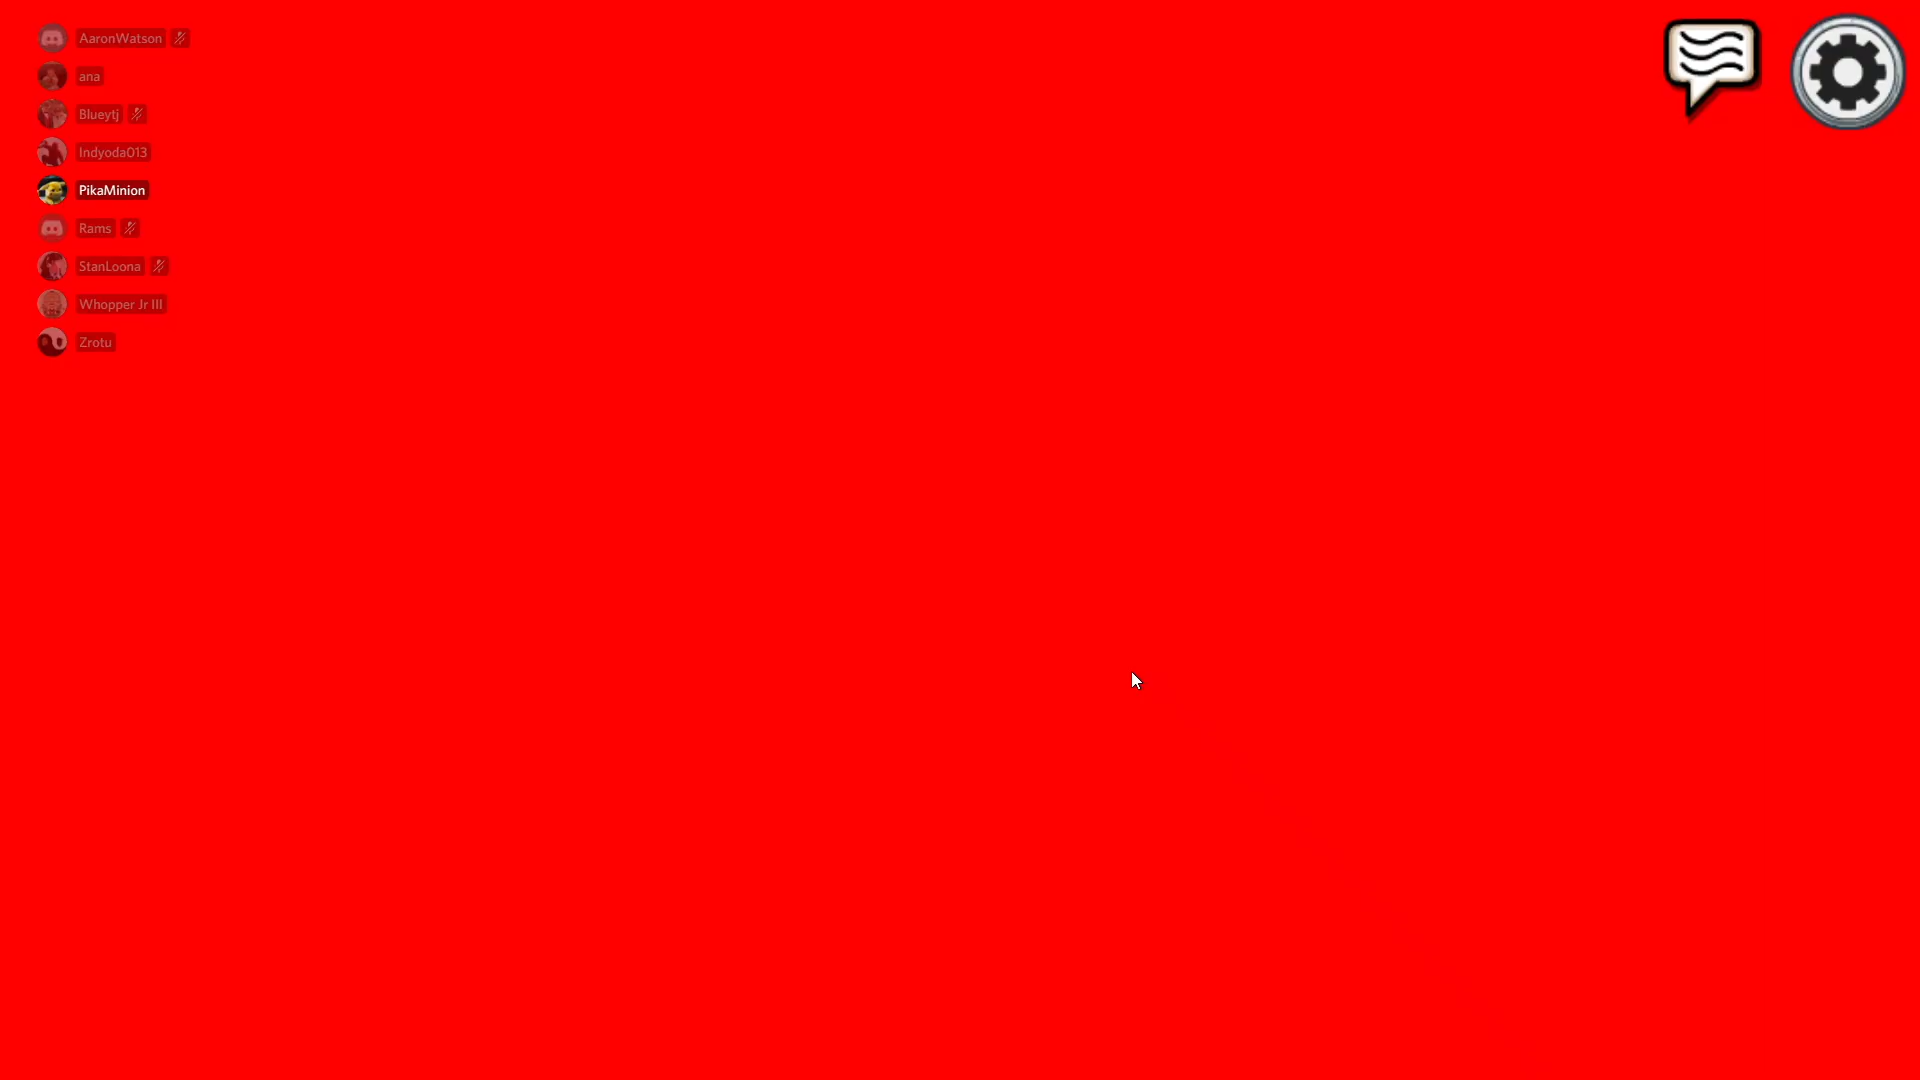 AaronWatson
ana
Blueytj
Indyoda013
PikaMinion
Rams
StanLoona
Whopper Jr III
Zrotu